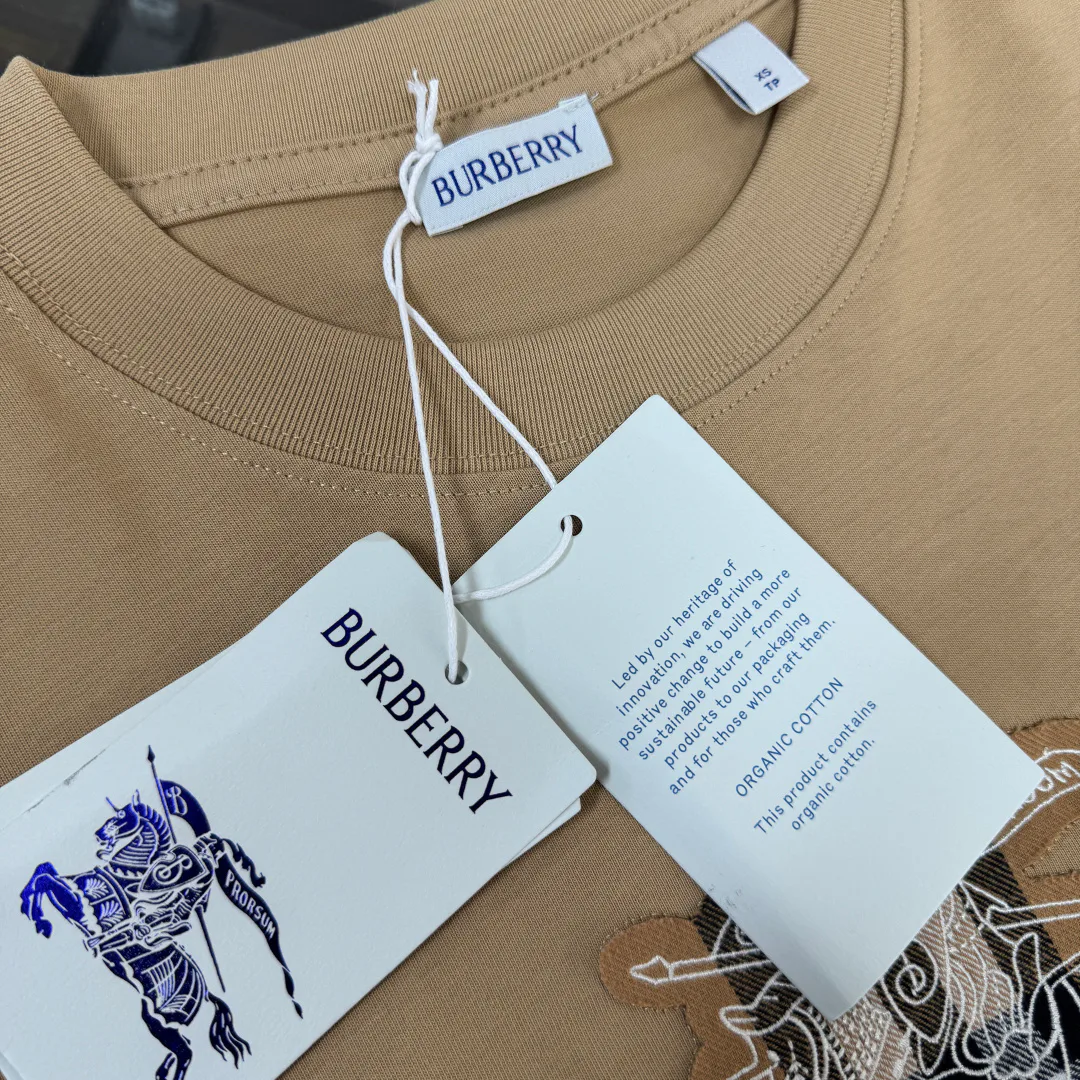 XS
TP
BURBERRY
Led by our heritage of
innovation, we are driving
positive change to build a more
sustainable future – from our
products to our packaging
and for those who craft them.
ORGANIC COTTON
This product contains
organic cotton.
BURBERRY
B
PRORSUM